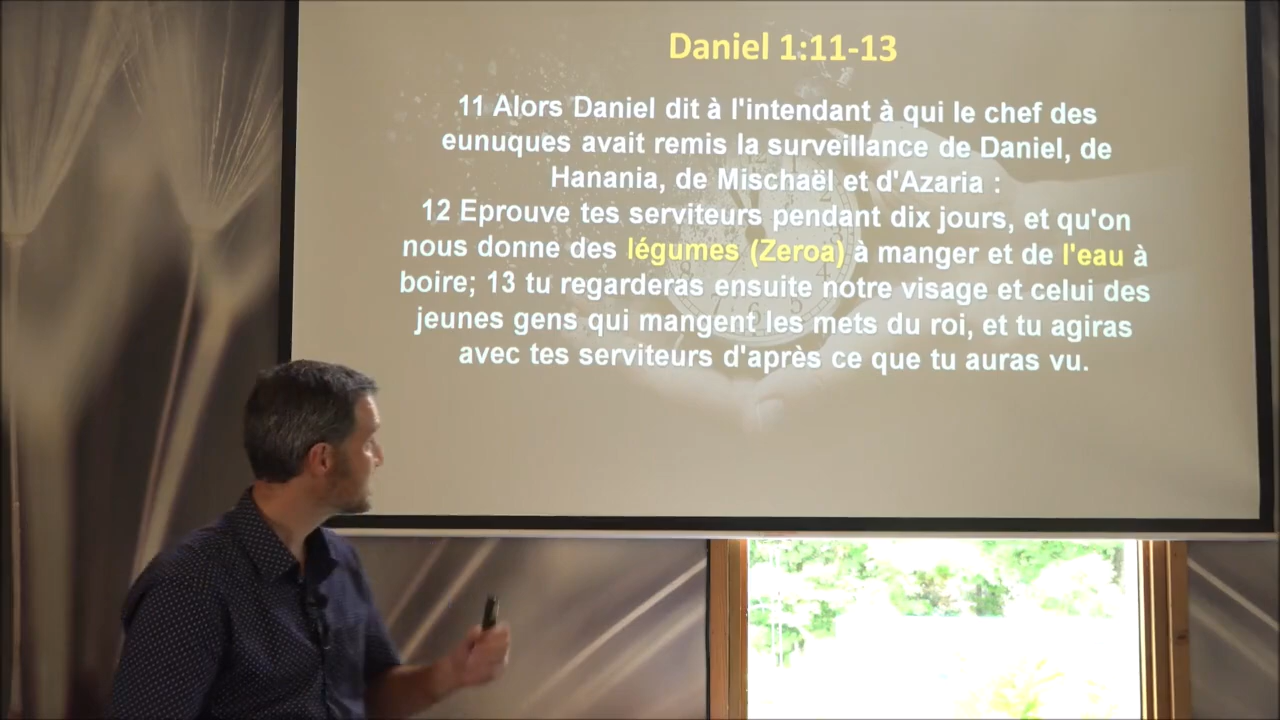 Daniel 1:11-13
11 Alors Daniel dit à l'intendant à qui le chef des
eunuques avait remis la surveillance de Daniel, de
Hanania, de Mischaël et d'Azaria :
12 Eprouve tes serviteurs pendant dix jours, et qu'on
nous donne des légumes (Zeroa) à manger et de l'eau à
boire; 13 tu regarderas ensuite notre visage et celui des
jeunes gens qui mangent les mets du roi, et tu agiras
avec tes serviteurs d'après ce que tu auras vu.